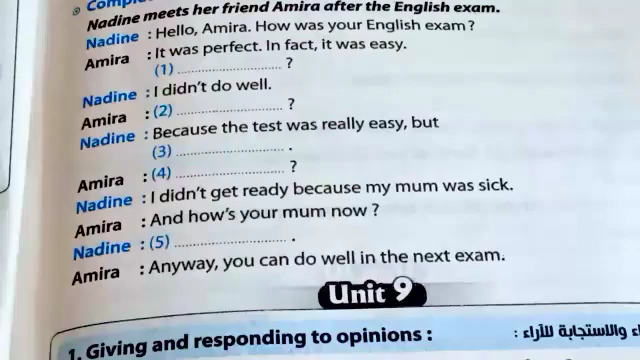 Nadine meets her friend Amira after the English exam.
Nadine : Hello, Amira. How was your English exam?
Amira : It was perfect. In fact, it was easy.
(1) .............................. ?
Nadine : I didn't do well.
Amira : (2) .............................. ?
Nadine : Because the test was really easy, but
(3) .............................. .
Amira : (4) .............................. ?
Nadine : I didn't get ready because my mum was sick.
Amira : And how's your mum now ?
Nadine : (5) .............................. .
Amira : Anyway, you can do well in the next exam.
Unit 9
1. Giving and responding to opinions :
والاستجابة للآراء :